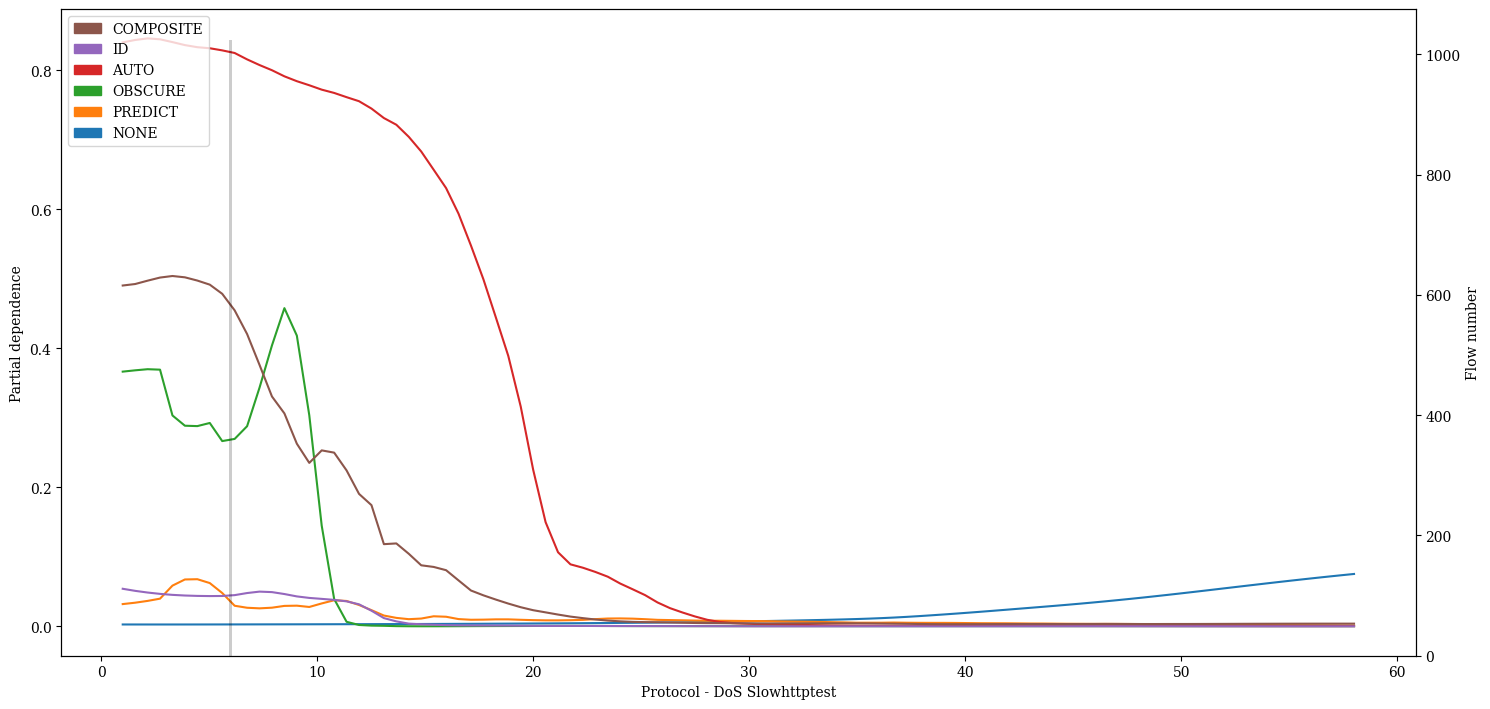 COMPOSITE
ID
AUTO
OBSCURE
PREDICT
NONE
Partial dependence
0.8
0.6
0.4
0.2
0.0
1000
800
600
400
200
0
Flow number
0 10 20 30 40 50 60
Protocol - DoS Slowhttptest